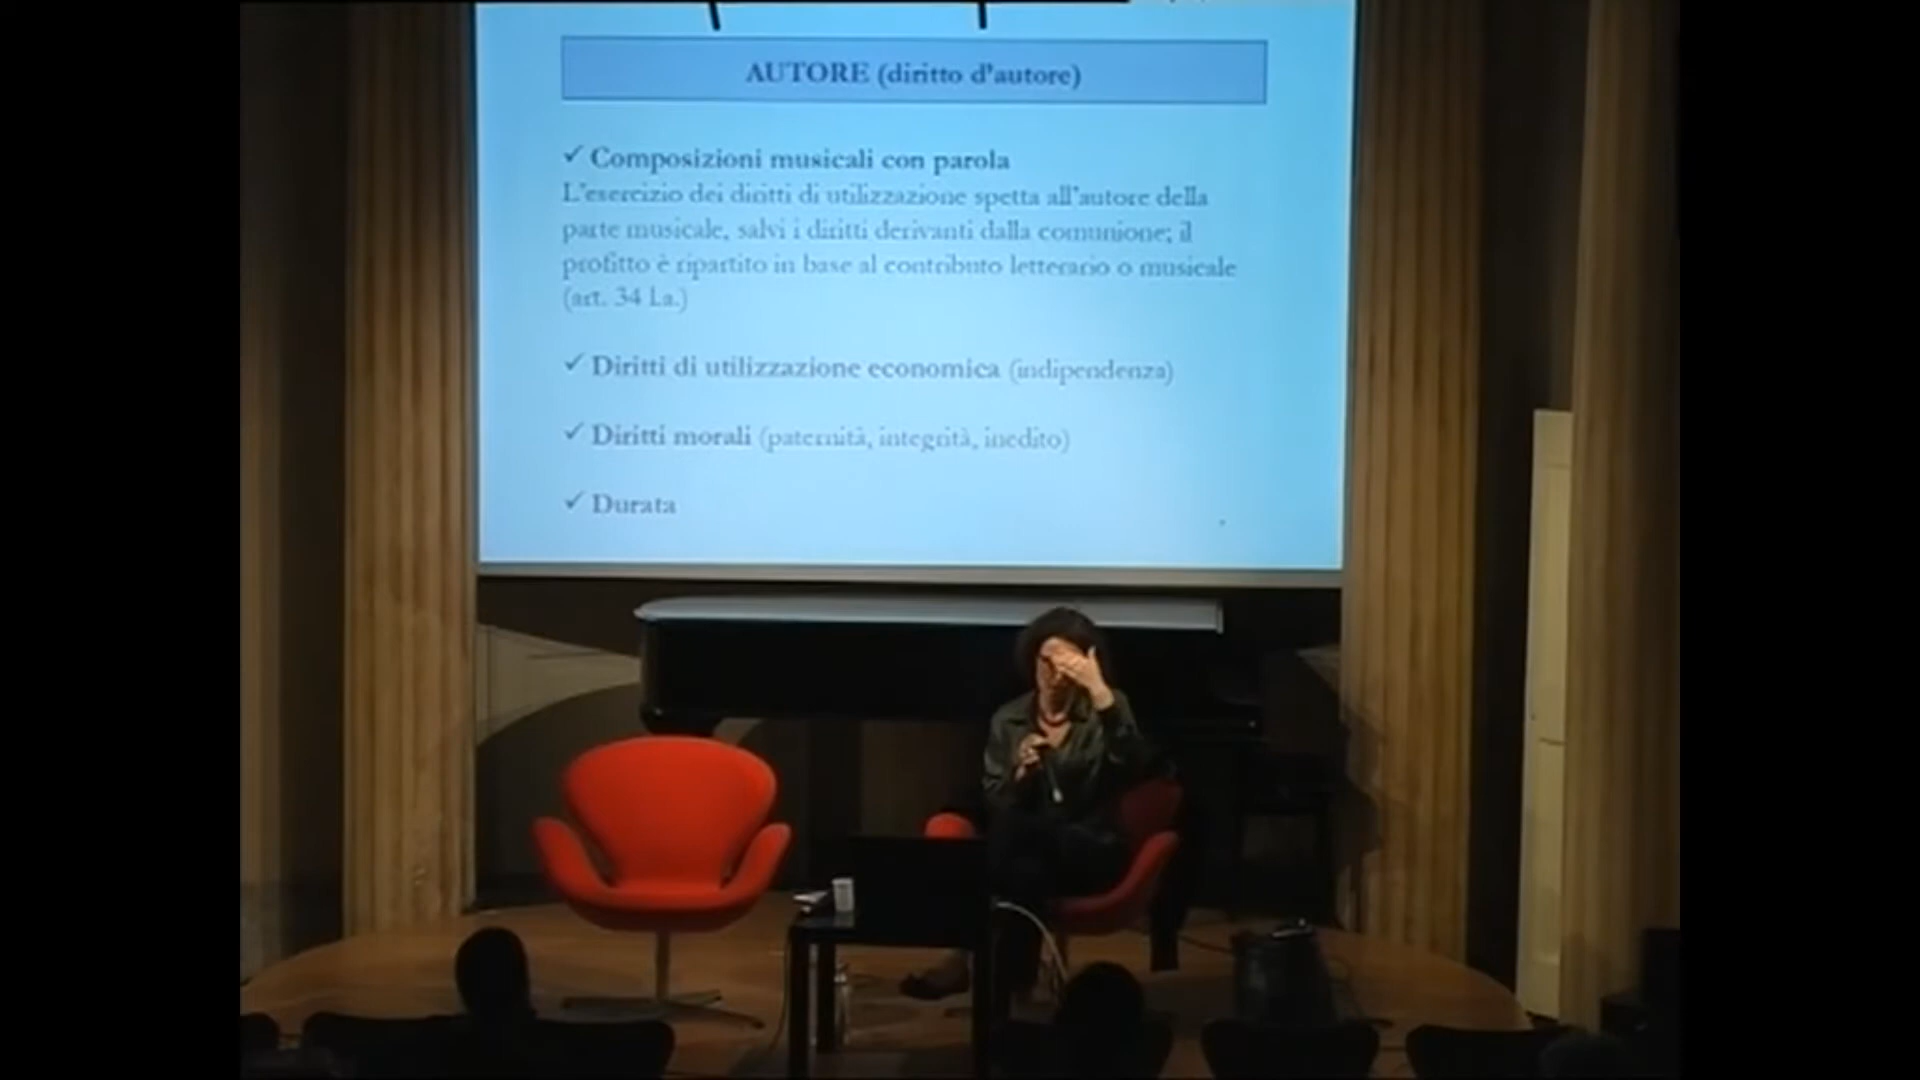 AUTORE (diritto d'autore)
✓ Composizioni musicali con parola
L'esercizio dei diritti di utilizzazione spetta all'autore della
parte musicale, salvi i diritti derivanti dalla comunione; il
profitto è ripartito in base al contributo letterario o musicale
(art. 34 l.a.)
✓ Diritti di utilizzazione economica (indipendenza)
✓ Diritti morali (paternità, integrità, inedito)
✓ Durata